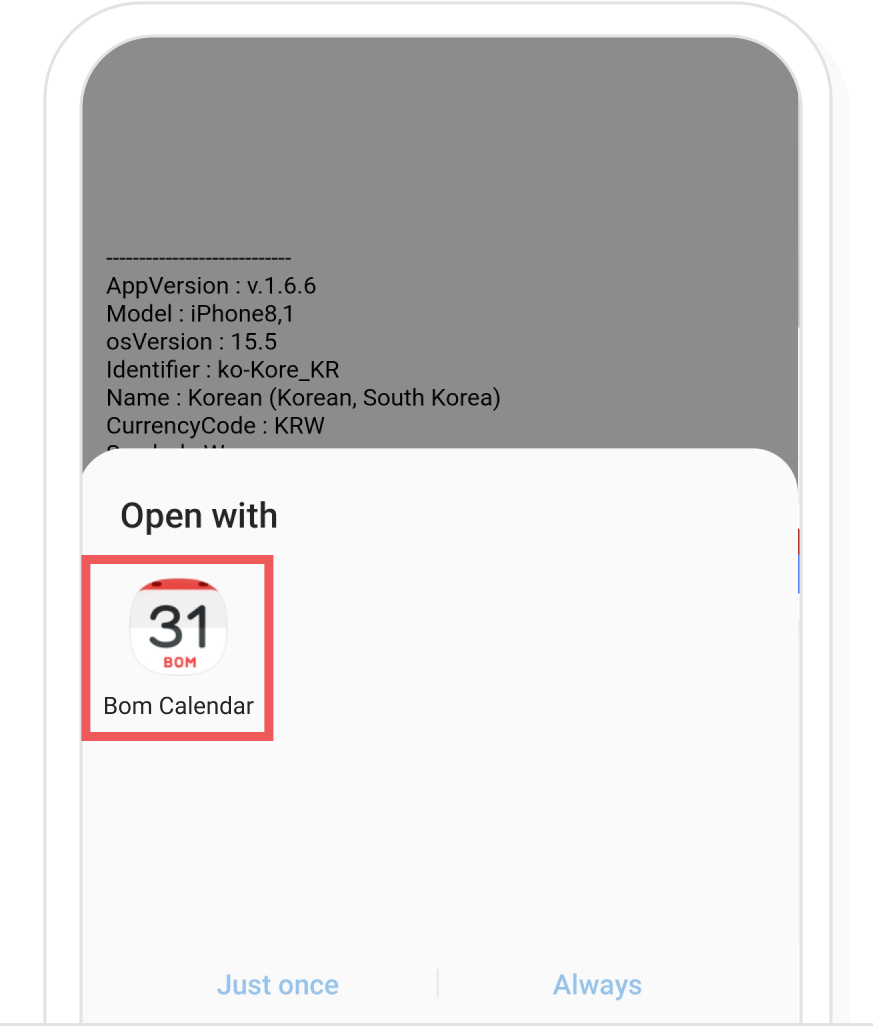 ----------------------------
AppVersion : v.1.6.6
Model : iPhone8,1
osVersion : 15.5
Identifier : ko-Kore_KR
Name : Korean (Korean, South Korea)
CurrencyCode : KRW
Open with
31
BOM
Bom Calendar
Just once
Always